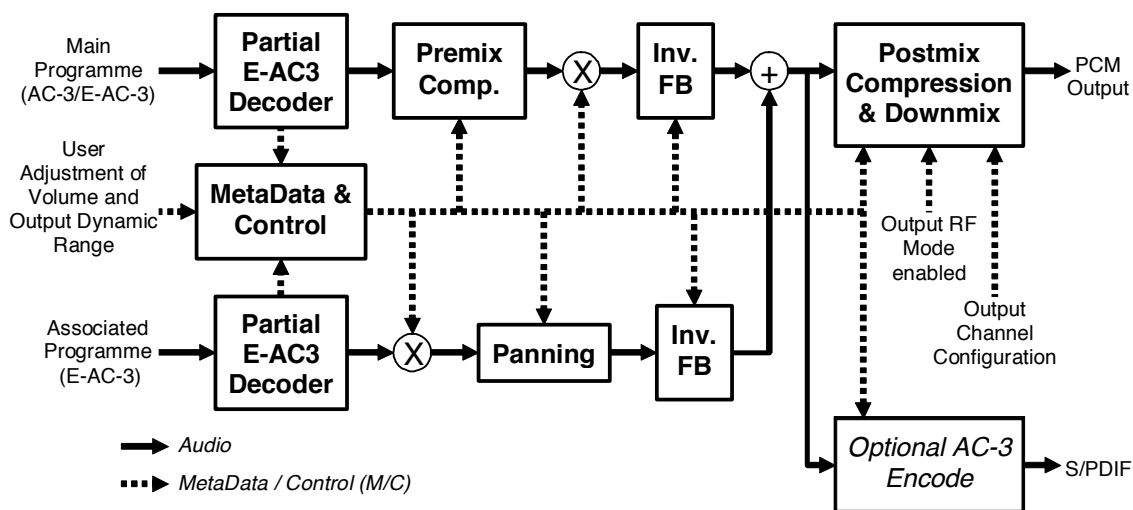 Main
Programme
(AC-3/E-AC-3)
Partial
E-AC3
Decoder
Premix
Comp.
X
Inv.
FB
+
Postmix
Compression
& Downmix
PCM
Output
User
Adjustment of
Volume and
Output Dynamic
Range
MetaData &
Control
Output RF
Mode
enabled
Output
Channel
Configuration
Associated
Programme
(E-AC-3)
Partial
E-AC3
Decoder
X
Panning
Inv.
FB
Optional AC-3
Encode
S/PDIF
Audio
MetaData / Control (M/C)